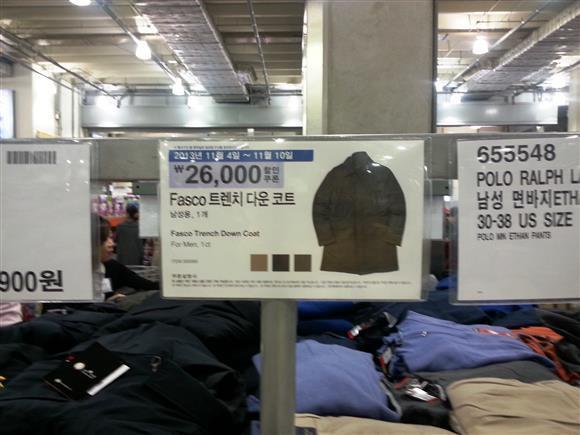 900원
2013년 11월 4일 ~ 11월 10일
₩26,000 할인쿠폰
Fasco 트렌치 다운 코트
남성용, 1개
Fasco Trench Down Coat
For Men, 1ct
655548
POLO RALPH LA
남성 면바지ETHA
30-38 US SIZE
POLO MN ETHAN PANTS